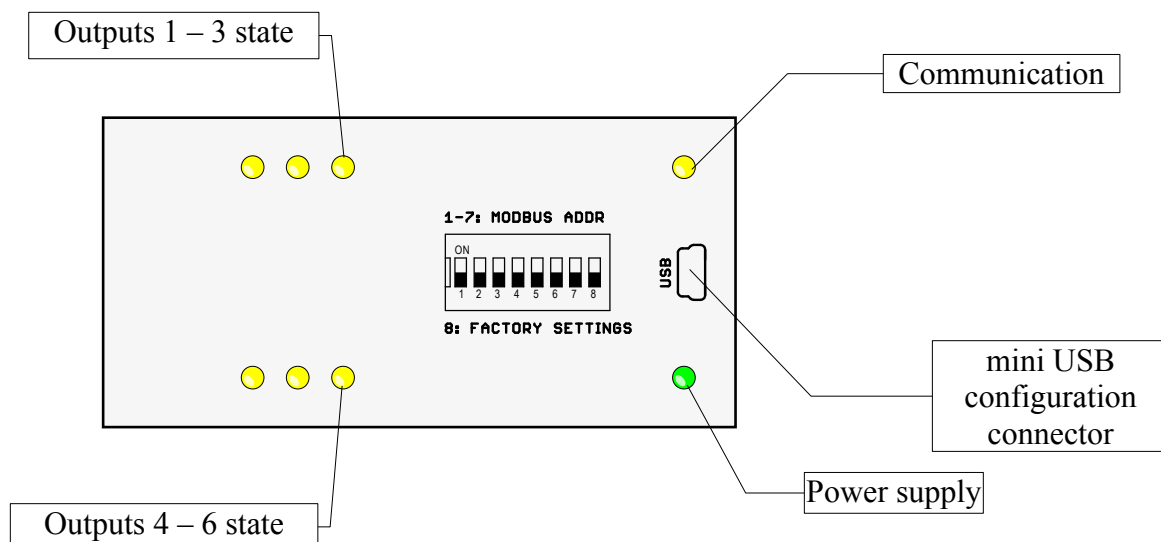 Outputs 1 – 3 state
Communication
1-7: MODBUS ADDR
ON
1 2 3 4 5 6 7 8
USB
8: FACTORY SETTINGS
mini USB
configuration
connector
Power supply
Outputs 4 – 6 state